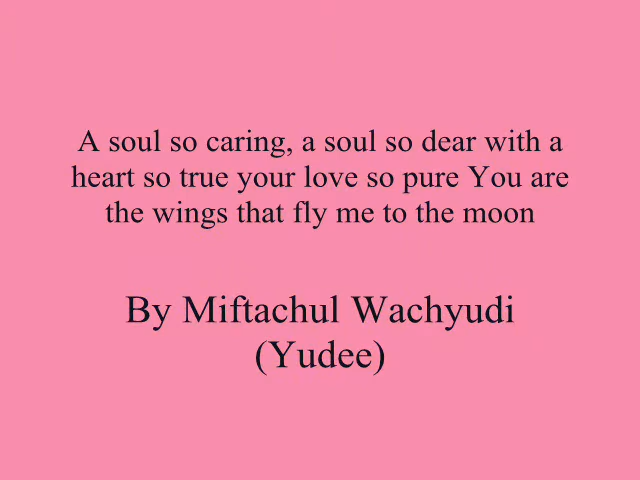 A soul so caring, a soul so dear with a
heart so true your love so pure You are
the wings that fly me to the moon
By Miftachul Wachyudi
(Yudee)